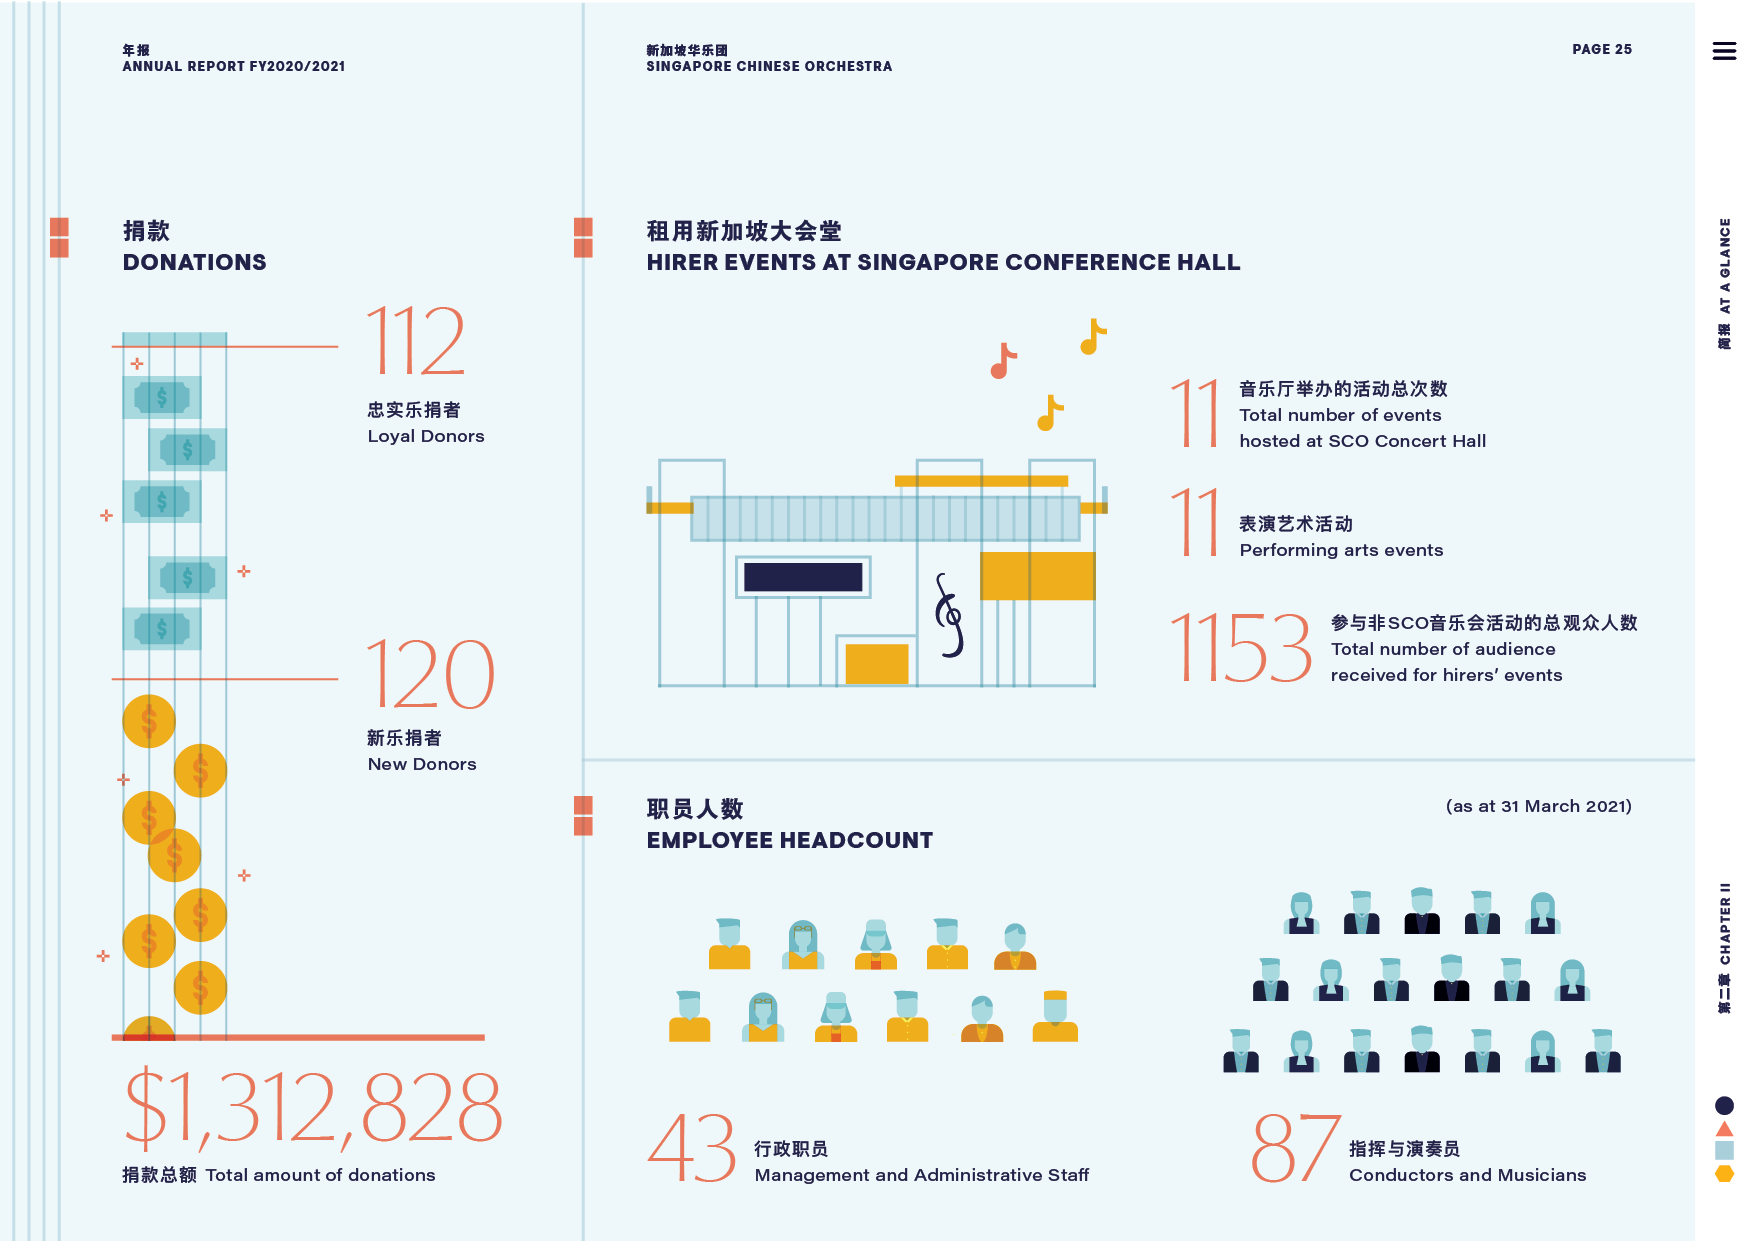 年报
ANNUAL REPORT FY2020/2021
新加坡华乐团
SINGAPORE CHINESE ORCHESTRA
PAGE 25
捐款
DONATIONS
112
忠实乐捐者
Loyal Donors
120
新乐捐者
New Donors
$1,312,828
捐款总额 Total amount of donations
租用新加坡大会堂
HIRER EVENTS AT SINGAPORE CONFERENCE HALL
11
音乐厅举办的活动总次数
Total number of events
hosted at SCO Concert Hall
11
表演艺术活动
Performing arts events
1153
参与非SCO音乐会活动的总观众人数
Total number of audience
received for hirers’ events
职员人数
EMPLOYEE HEADCOUNT
(as at 31 March 2021)
43
行政职员
Management and Administrative Staff
87
指挥与演奏员
Conductors and Musicians
简报 AT A GLANCE
第二章 CHAPTER II